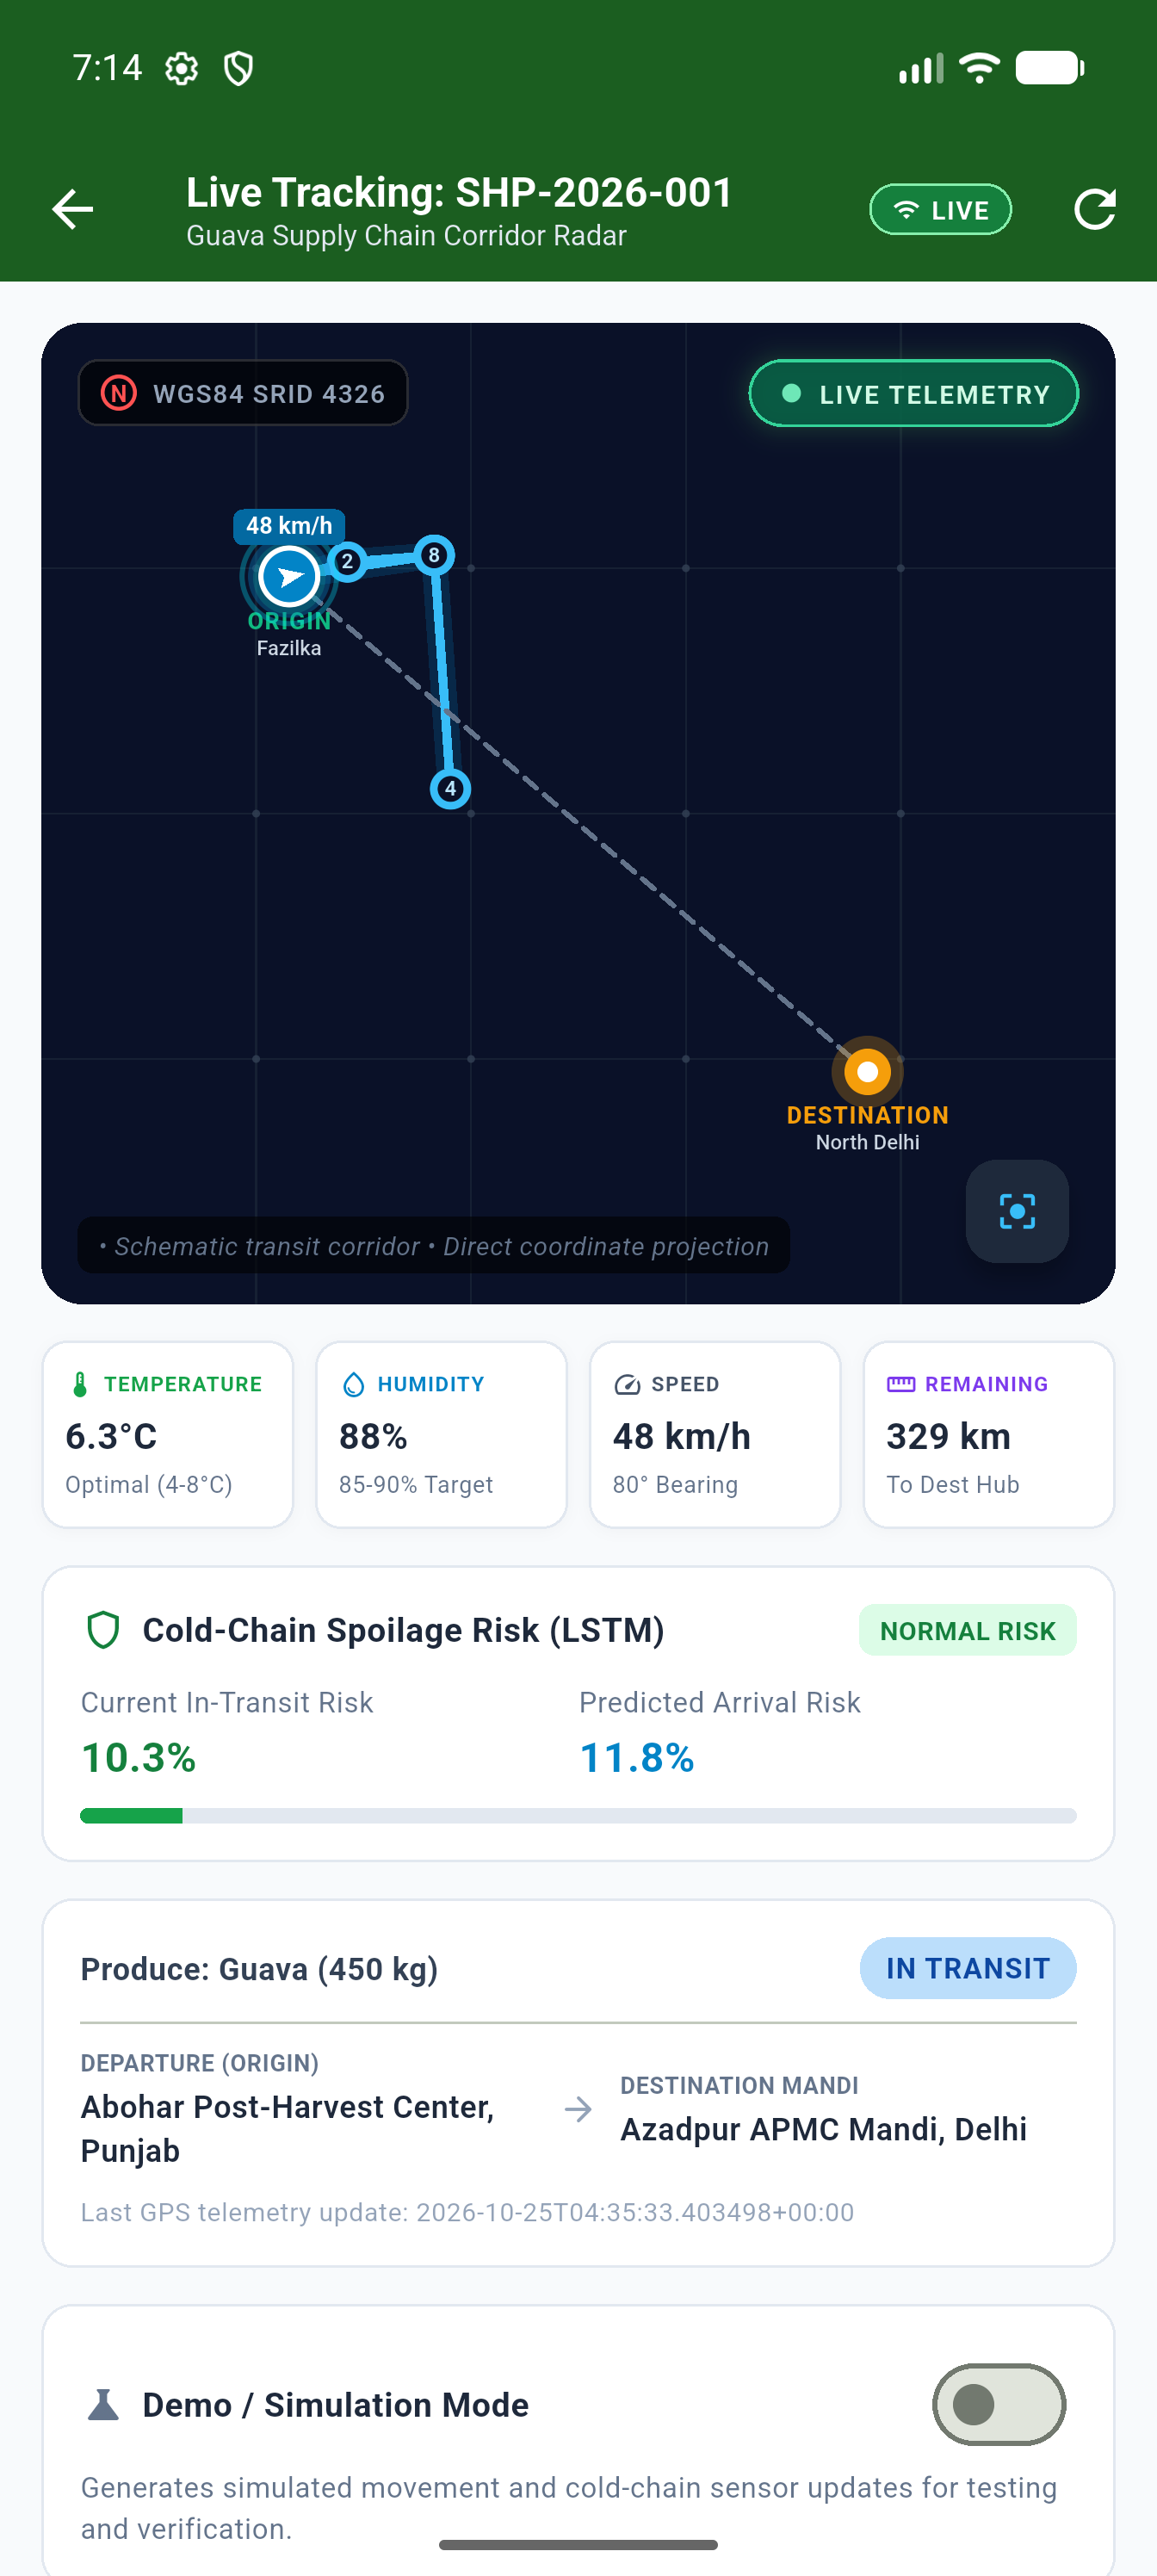 7:14
Live Tracking: SHP-2026-001
Guava Supply Chain Corridor Radar
LIVE
N WGS84 SRID 4326
LIVE TELEMETRY
48 km/h
2
8
ORIGIN
Fazilka
4
DESTINATION
North Delhi
• Schematic transit corridor • Direct coordinate projection
TEMPERATURE
6.3°C
Optimal (4-8°C)
HUMIDITY
88%
85-90% Target
SPEED
48 km/h
80° Bearing
REMAINING
329 km
To Dest Hub
Cold-Chain Spoilage Risk (LSTM)
NORMAL RISK
Current In-Transit Risk
10.3%
Predicted Arrival Risk
11.8%
Produce: Guava (450 kg)
IN TRANSIT
DEPARTURE (ORIGIN)
Abohar Post-Harvest Center,
Punjab
DESTINATION MANDI
Azadpur APMC Mandi, Delhi
Last GPS telemetry update: 2026-10-25T04:35:33.403498+00:00
Demo / Simulation Mode
Generates simulated movement and cold-chain sensor updates for testing
and verification.